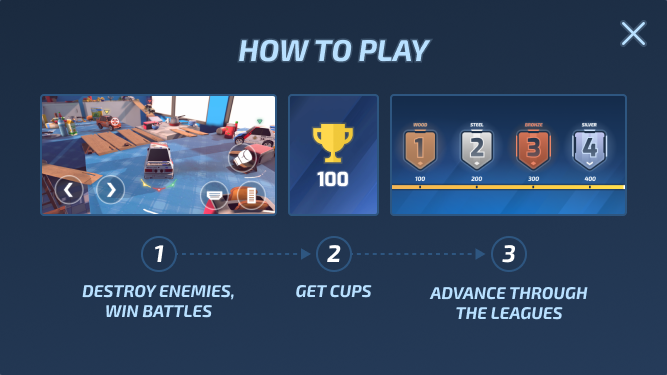 HOW TO PLAY
100
WOOD
STEEL
BRONZE
SILVER
1
2
3
4
100
200
300
400
1
2
3
DESTROY ENEMIES,
WIN BATTLES
GET CUPS
ADVANCE THROUGH
THE LEAGUES